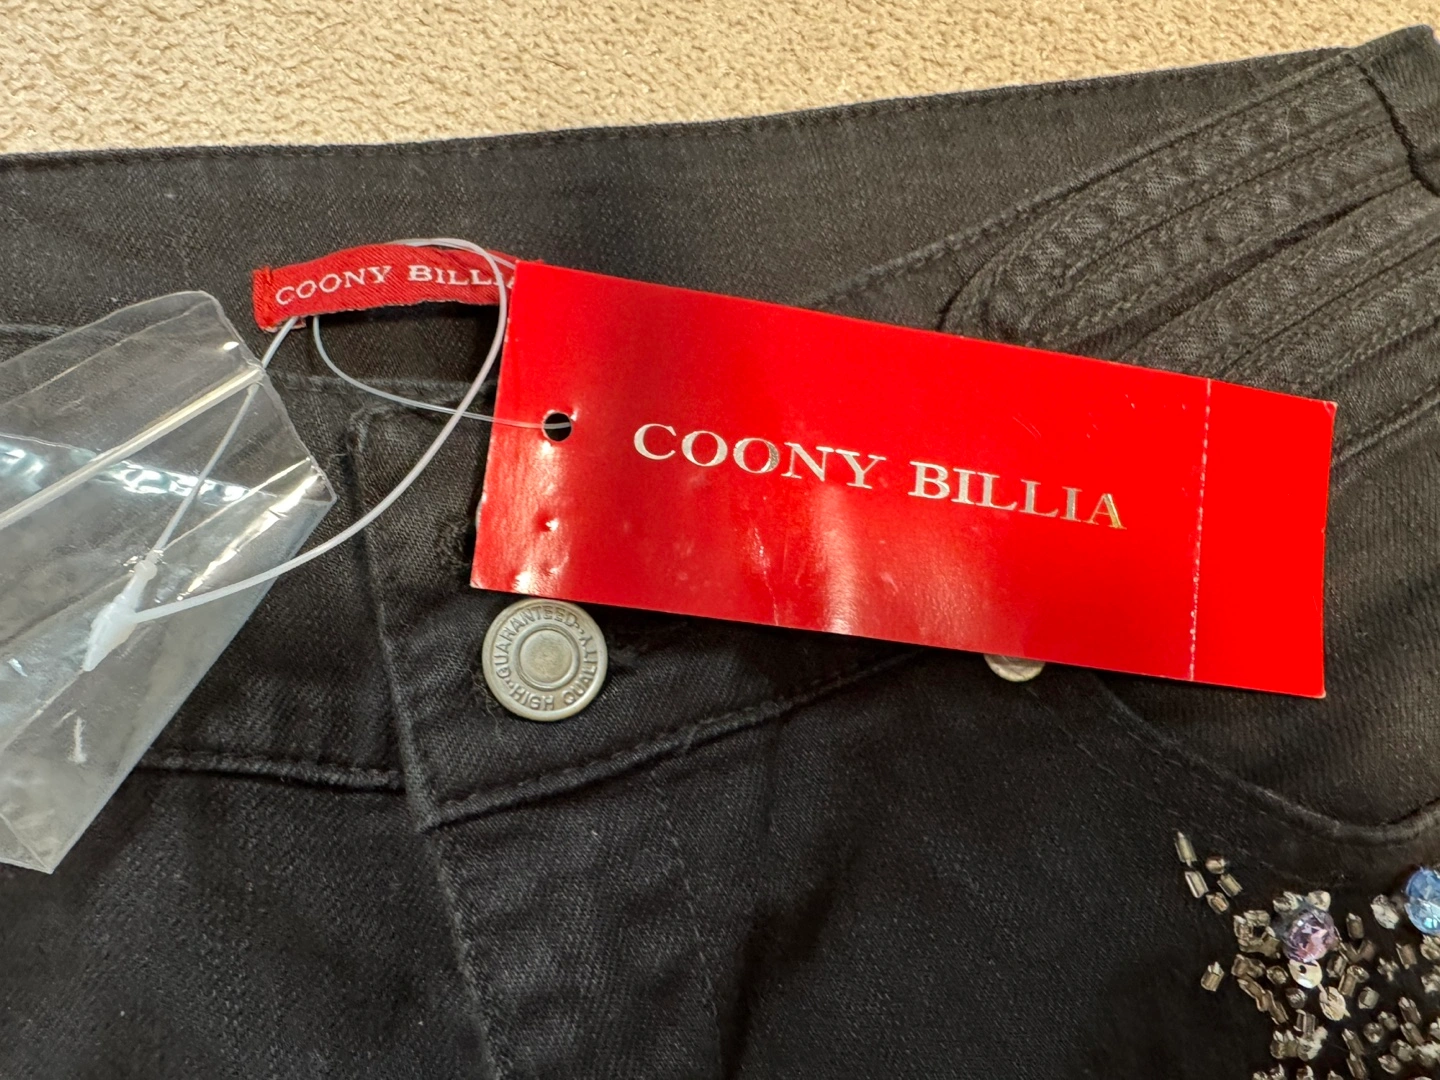 COONY BILLIA
COONY BILLIA
GUARANTEED.
HIGH QUALITY.